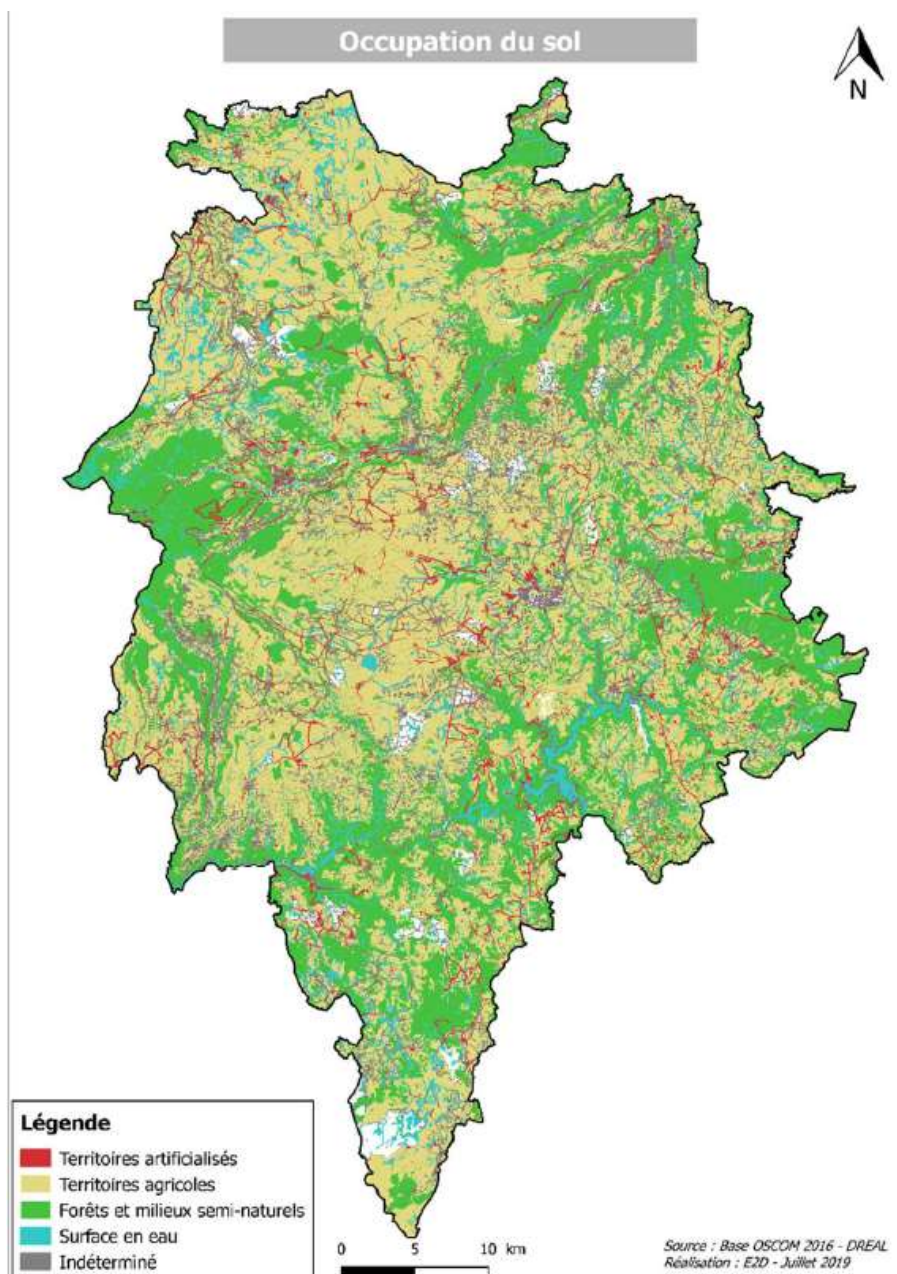 Occupation du sol
N
Légende
Territoires artificialisés
Territoires agricoles
Forêts et milieux semi-naturels
Surface en eau
Indéterminé
0 5 10 km
Source : Base OSCOM 2016 - DREAL
Réalisation : E2D - Juillet 2019